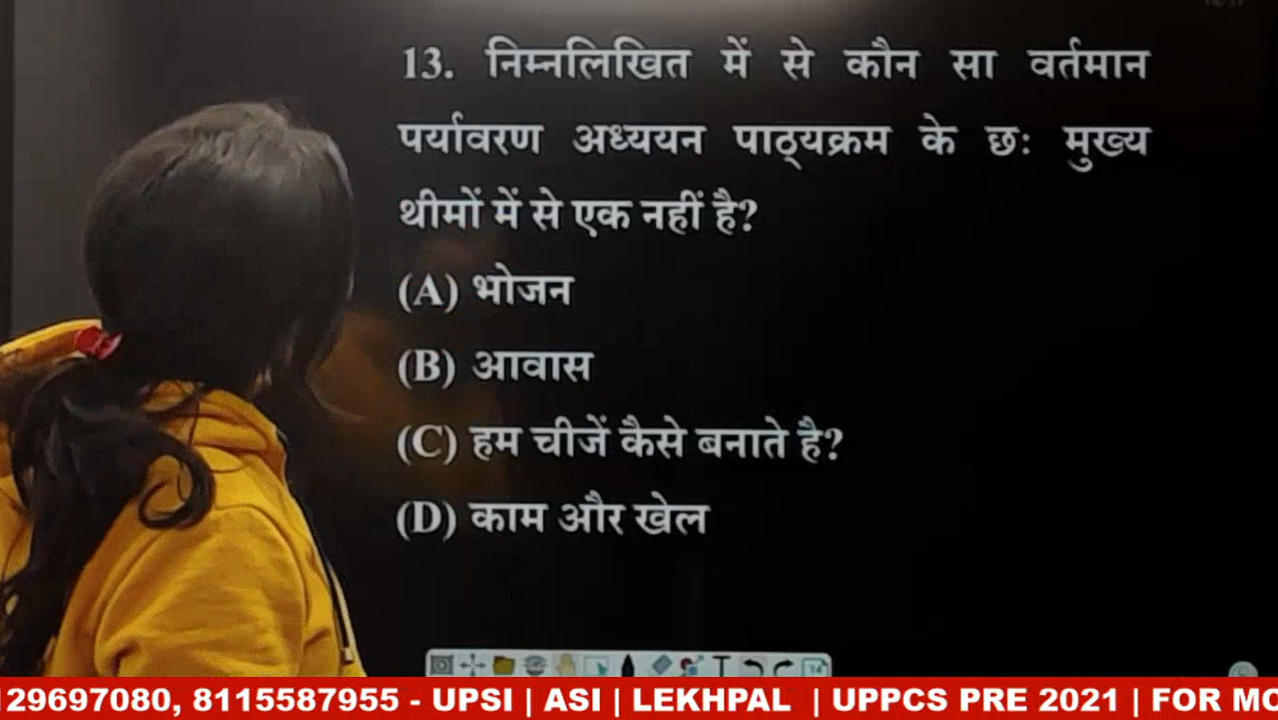 13. निम्नलिखित में से कौन सा वर्तमान
पर्यावरण अध्ययन पाठ्यक्रम के छः मुख्य
थीमों में से एक नहीं है?
(A) भोजन
(B) आवास
(C) हम चीजें कैसे बनाते है?
(D) काम और खेल
29697080, 8115587955 - UPSI | ASI | LEKHPAL | UPPCS PRE 2021 | FOR MO